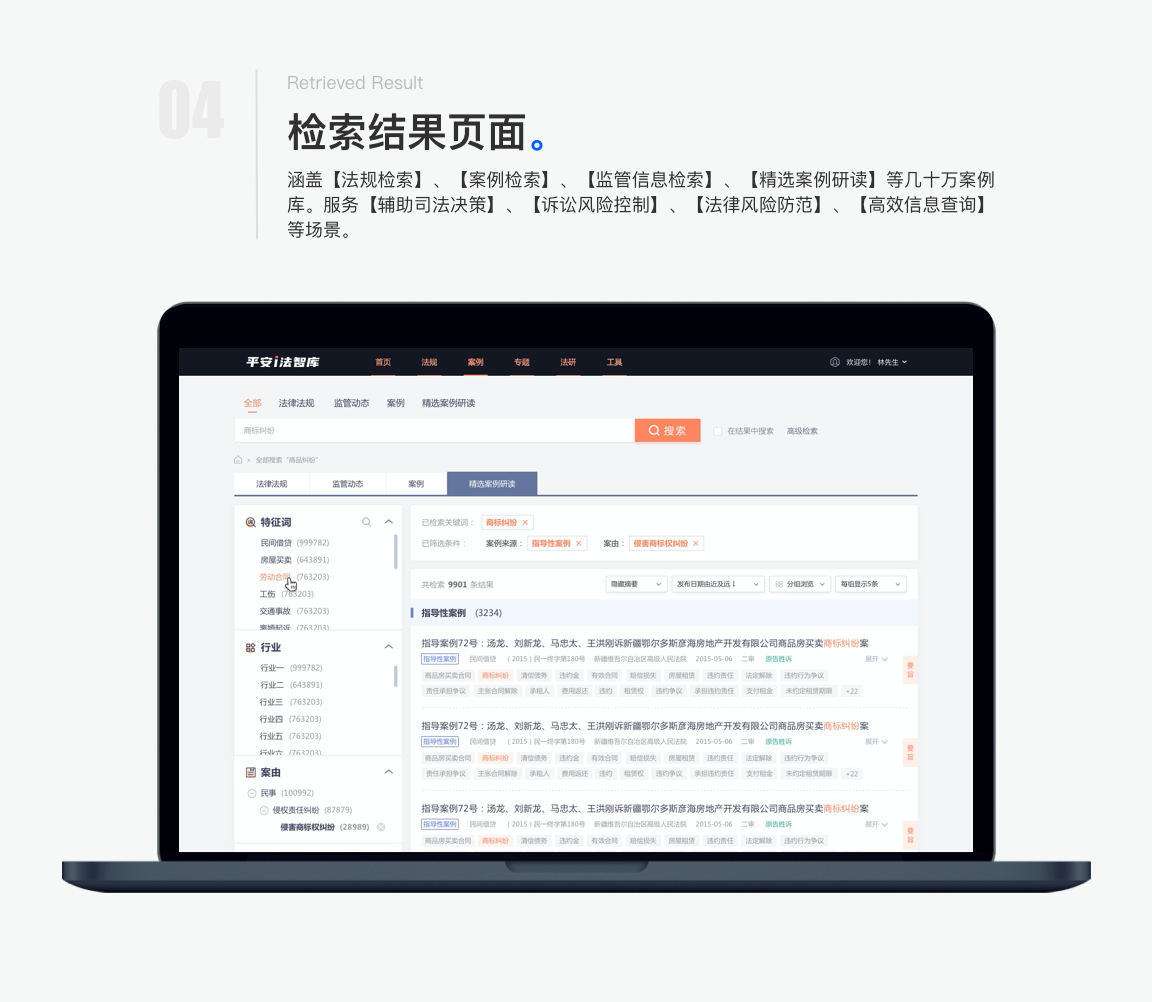 04
Retrieved Result
检索结果页面。
涵盖【法规检索】、【案例检索】、【监管信息检索】、【精选案例研读】等几十万案例
库。服务【辅助司法决策】、【诉讼风险控制】、【法律风险防范】、【高效信息查询】
等场景。
平安i法智库 首页 法规 案例 专题 法研 工具 欢迎您! 林先生
全部 法律法规 监管动态 案例 精选案例研读
商标纠纷 搜索 在结果中搜索 高级检索
> 全部搜索 “商品纠纷”
法律法规 监管动态 案例 精选案例研读
特征词
民间借贷 (999782)
房屋买卖 (643891)
劳动合同 (763203)
工伤 (763203)
交通事故 (763203)
离婚起诉 (763203)
行业
行业一 (999782)
行业二 (643891)
行业三 (763203)
行业四 (763203)
行业五 (763203)
行业六 (763203)
案由
民事 (100992)
侵权责任纠纷 (87879)
侵害商标权纠纷 (28989)
已检索关键词: 商标纠纷 ×
已筛选条件: 案例来源: 指导性案例 × 案由: 侵害商标权纠纷 ×
共检索 9901 条结果 隐藏摘要 发布日期由近及远↓ 分组浏览 每组显示5条
指导性案例 (3234)
指导案例72号:汤龙、刘新龙、马忠太、王洪刚诉新疆鄂尔多斯彦海房地产开发有限公司商品房买卖商标纠纷案
指导性案例 民间借贷 (2015)民一终字第180号 新疆维吾尔自治区高级人民法院 2015-05-06 二审 原告胜诉 展开
要旨
商品房买卖合同 商标纠纷 清偿债务 违约金 有效合同 赔偿损失 房屋租赁 违约责任 法定解除 违约行为争议
责任承担争议 主张合同解除 承租人 费用返还 违约 租赁权 违约争议 承担违约责任 支付租金 未约定租赁期限 +22
指导案例72号:汤龙、刘新龙、马忠太、王洪刚诉新疆鄂尔多斯彦海房地产开发有限公司商品房买卖商标纠纷案
指导性案例 民间借贷 (2015)民一终字第180号 新疆维吾尔自治区高级人民法院 2015-05-06 二审 原告胜诉 展开
要旨
商品房买卖合同 商标纠纷 清偿债务 违约金 有效合同 赔偿损失 房屋租赁 违约责任 法定解除 违约行为争议
责任承担争议 主张合同解除 承租人 费用返还 违约 租赁权 违约争议 承担违约责任 支付租金 未约定租赁期限 +22
指导案例72号:汤龙、刘新龙、马忠太、王洪刚诉新疆鄂尔多斯彦海房地产开发有限公司商品房买卖商标纠纷案
指导性案例 民间借贷 (2015)民一终字第180号 新疆维吾尔自治区高级人民法院 2015-05-06 二审 原告胜诉 展开
要旨
商品房买卖合同 商标纠纷 清偿债务 违约金 有效合同 赔偿损失 房屋租赁 违约责任 法定解除 违约行为争议